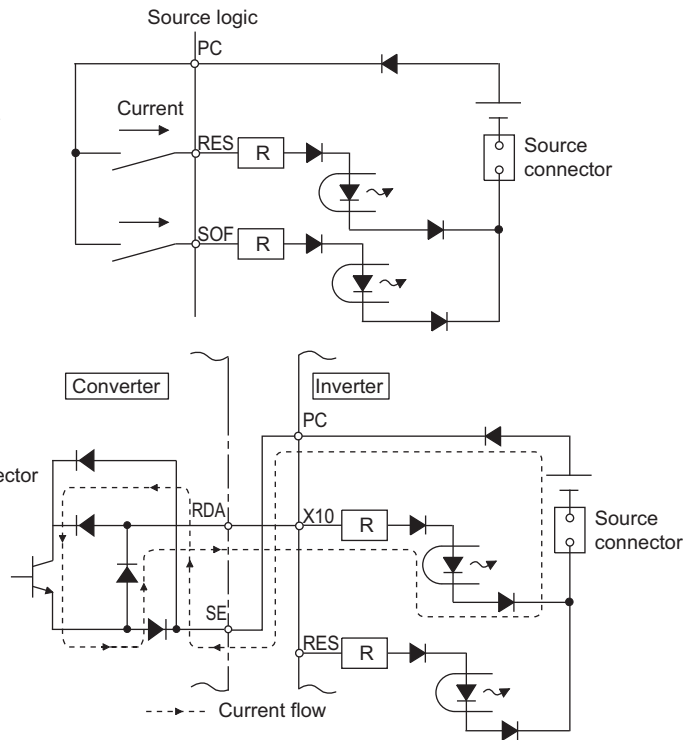 Source logic
PC
Current
RES
R
Source
connector
SOF
R
Converter
Inverter
PC
RDA
X10
R
Source
connector
SE
RES
R
Current flow